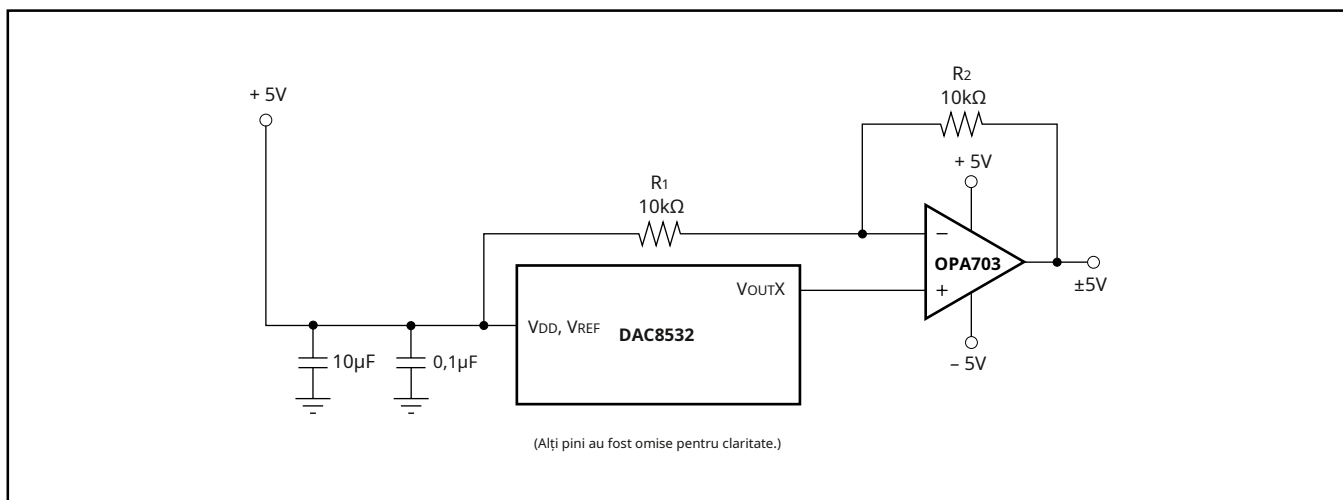 + 5V
R2
10kΩ
+ 5V
R1
10kΩ
−
OPA703
+
±5V
– 5V
VOUTX
VDD, VREF
DAC8532
10µF
0,1µF
(Alți pini au fost omise pentru claritate.)